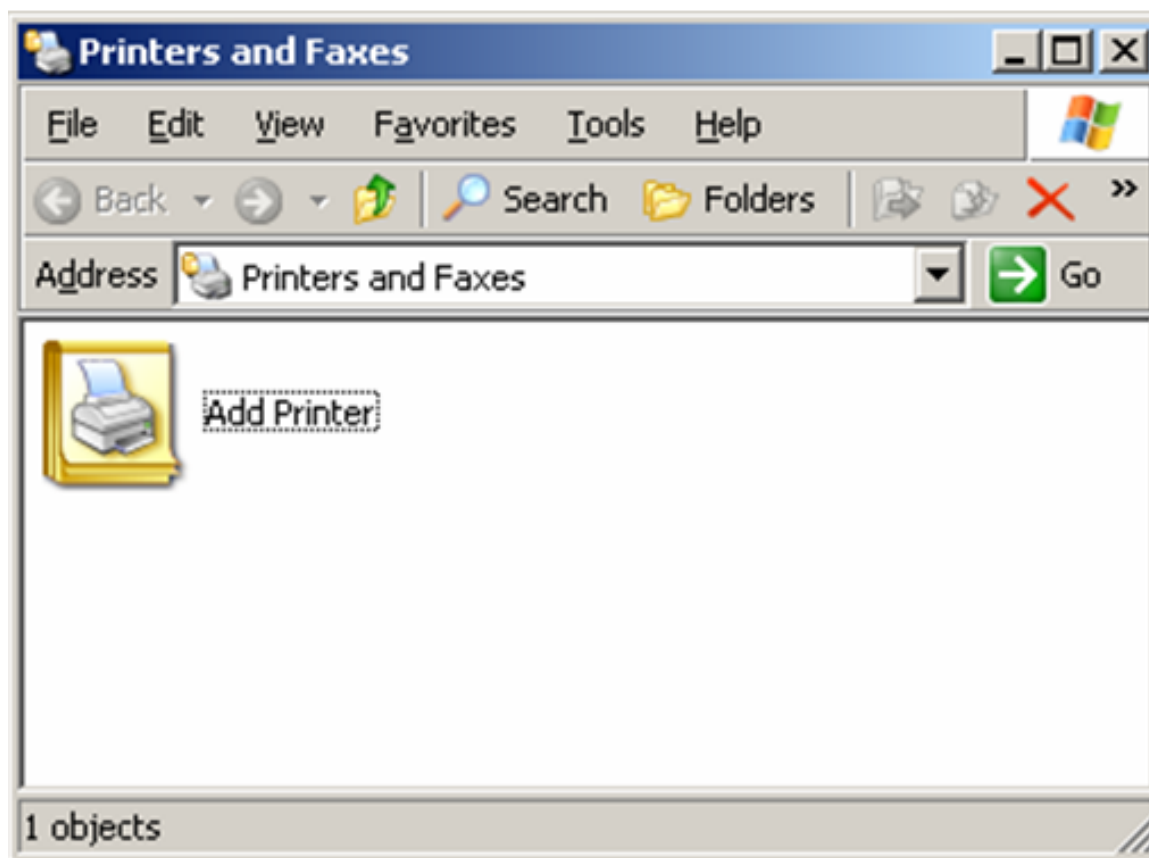 Printers and Faxes
File Edit View Favorites Tools Help
Back Search Folders »
Address Printers and Faxes Go
Add Printer
1 objects